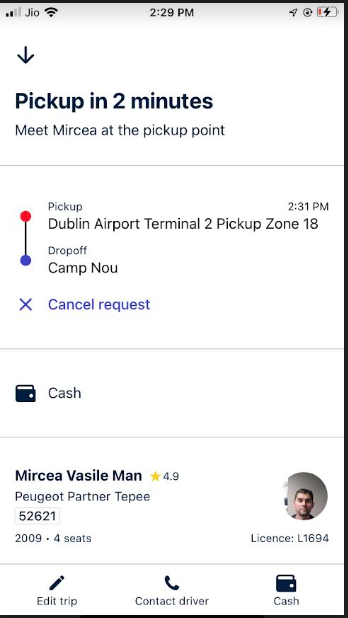 Jio 2:29 PM
Pickup in 2 minutes
Meet Mircea at the pickup point
Pickup 2:31 PM
Dublin Airport Terminal 2 Pickup Zone 18
Dropoff
Camp Nou
Cancel request
Cash
Mircea Vasile Man 4.9
Peugeot Partner Tepee
52621
2009 • 4 seats Licence: L1694
Edit trip Contact driver Cash